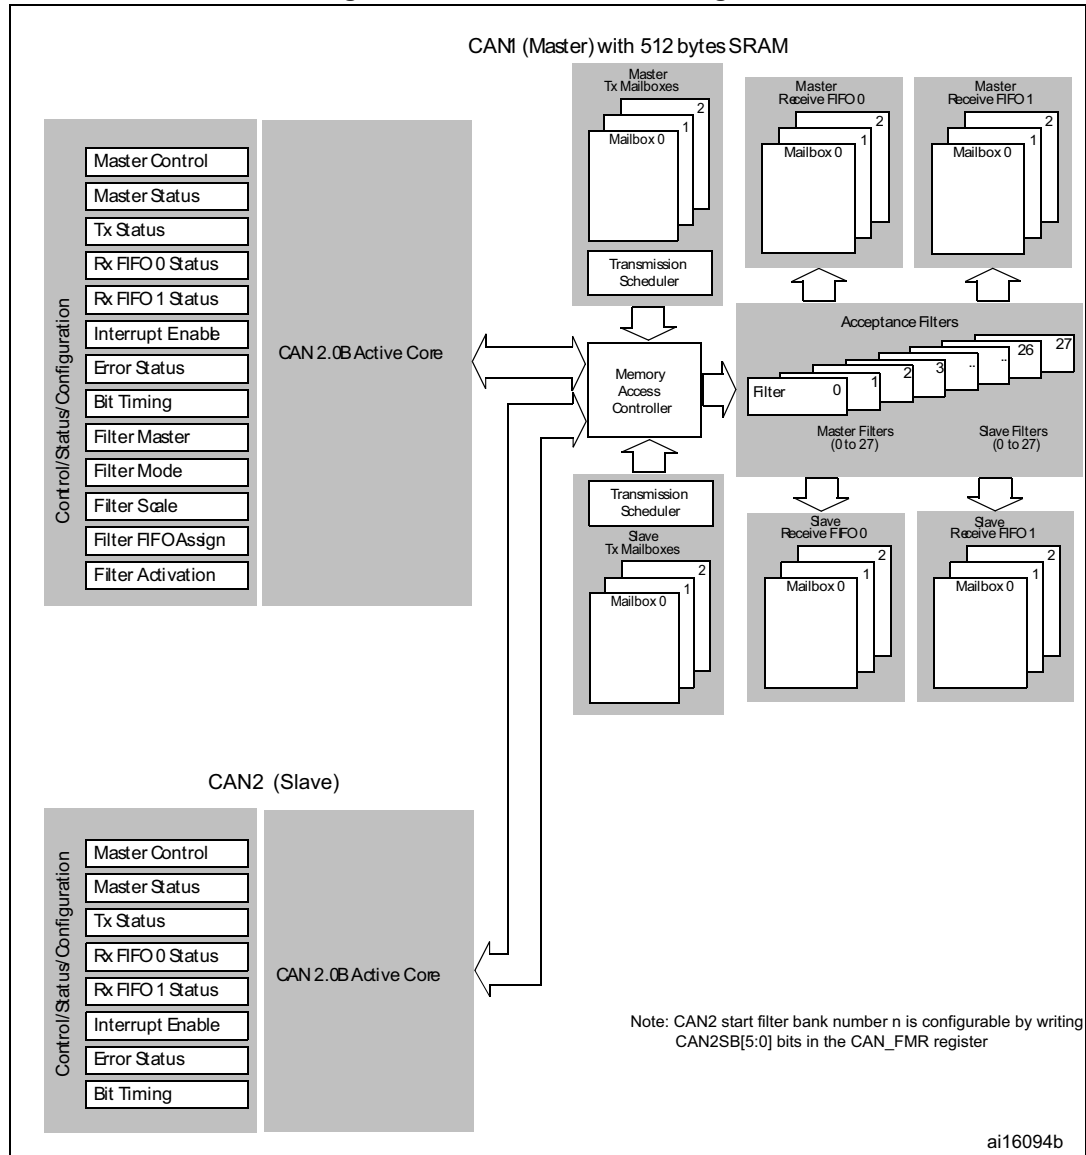 CAN1 (Master) with 512 bytes SRAM
Control/Status/Configuration
Master Control
Master Status
Tx Status
Rx FIFO 0 Status
Rx FIFO 1 Status
Interrupt Enable
Error Status
Bit Timing
Filter Master
Filter Mode
Filter Scale
Filter FIFO Assign
Filter Activation
CAN 2.0B Active Core
Master
Tx Mailboxes
2
1
Mailbox 0
Transmission
Scheduler
Master
Receive FIFO 0
2
1
Mailbox 0
Master
Receive FIFO 1
2
1
Mailbox 0
Memory
Access
Controller
Acceptance Filters
Filter 0 1 2 3 .. .. 26 27
Master Filters
(0 to 27)
Slave Filters
(0 to 27)
Transmission
Scheduler
Slave
Tx Mailboxes
2
1
Mailbox 0
Slave
Receive FIFO 0
2
1
Mailbox 0
Slave
Receive FIFO 1
2
1
Mailbox 0
CAN2 (Slave)
Control/Status/Configuration
Master Control
Master Status
Tx Status
Rx FIFO 0 Status
Rx FIFO 1 Status
Interrupt Enable
Error Status
Bit Timing
CAN 2.0B Active Core
Note: CAN2 start filter bank number n is configurable by writing
CAN2SB[5:0] bits in the CAN_FMR register
ai16094b